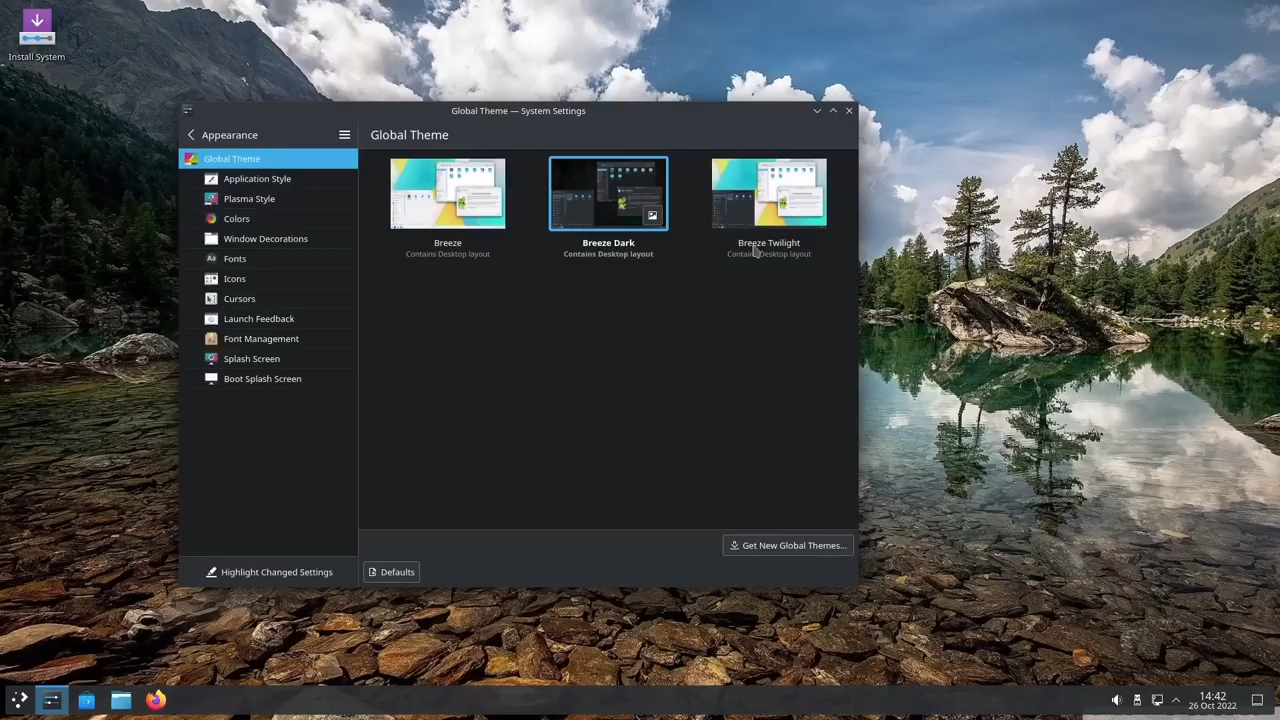 Install System
Global Theme — System Settings
Appearance
Global Theme
Global Theme
Application Style
Plasma Style
Colors
Window Decorations
Aa Fonts
Icons
Cursors
Launch Feedback
Font Management
Splash Screen
Boot Splash Screen
Breeze
Contains Desktop layout
Breeze Dark
Contains Desktop layout
Breeze Twilight
Contains Desktop layout
Get New Global Themes...
Highlight Changed Settings
Defaults
14:42
26 Oct 2022